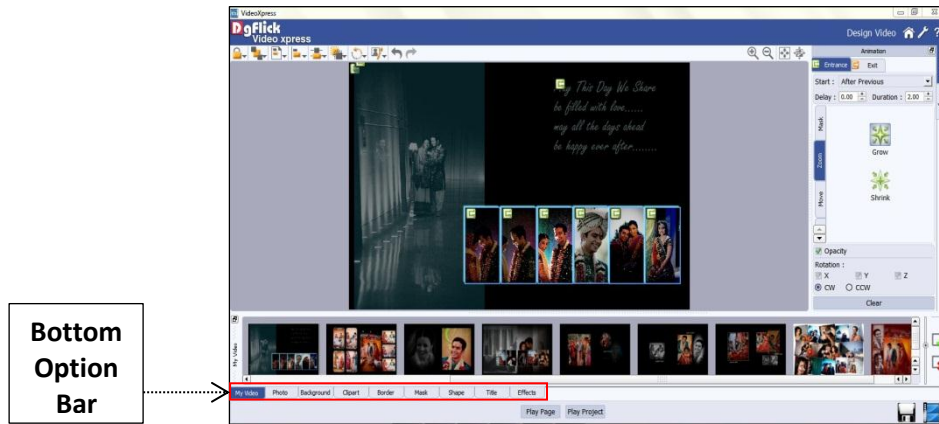 VideoXpress
DgFlick
Video xpress
Design Video
?
Animation
Entrance
Exit
Start : After Previous
Delay : 0.00 Duration : 2.00
Mask
Zoom
Move
Grow
Shrink
Opacity
Rotation :
X Y Z
CW CCW
Clear
May This Day We Share
be filled with love......
may all the days ahead
be happy ever after........
My Video
My Video Photo Background Clipart Border Mask Shape Title Effects
Play Page Play Project
Bottom
Option
Bar